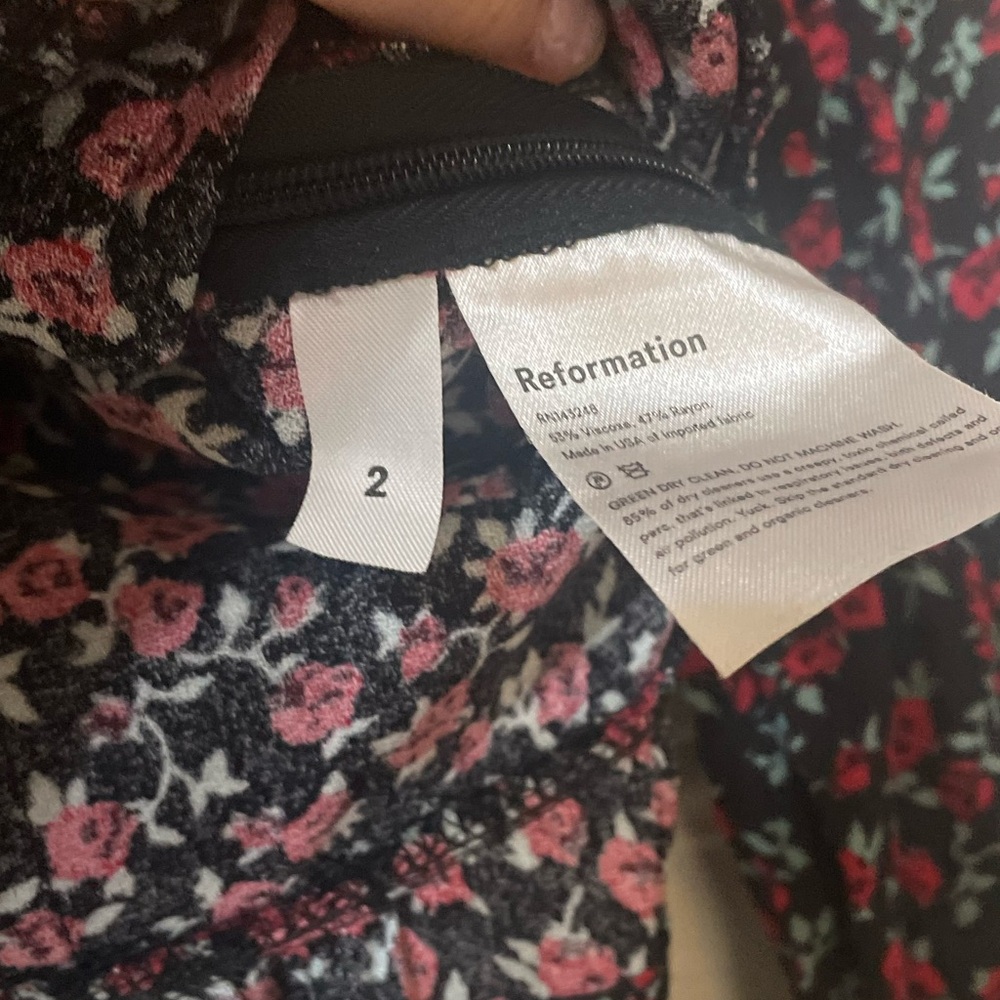 2
Reformation
RN143248
53% Viscose, 47% Rayon.
Made in USA of imported fabric
GREEN DRY CLEAN. DO NOT MACHINE WASH.
85% of dry cleaners use a creepy, toxic chemical called
perc, that's linked to respiratory issues, birth defects and
air pollution. Yuck. Skip the standard dry cleaning and
for green and organic cleaners.